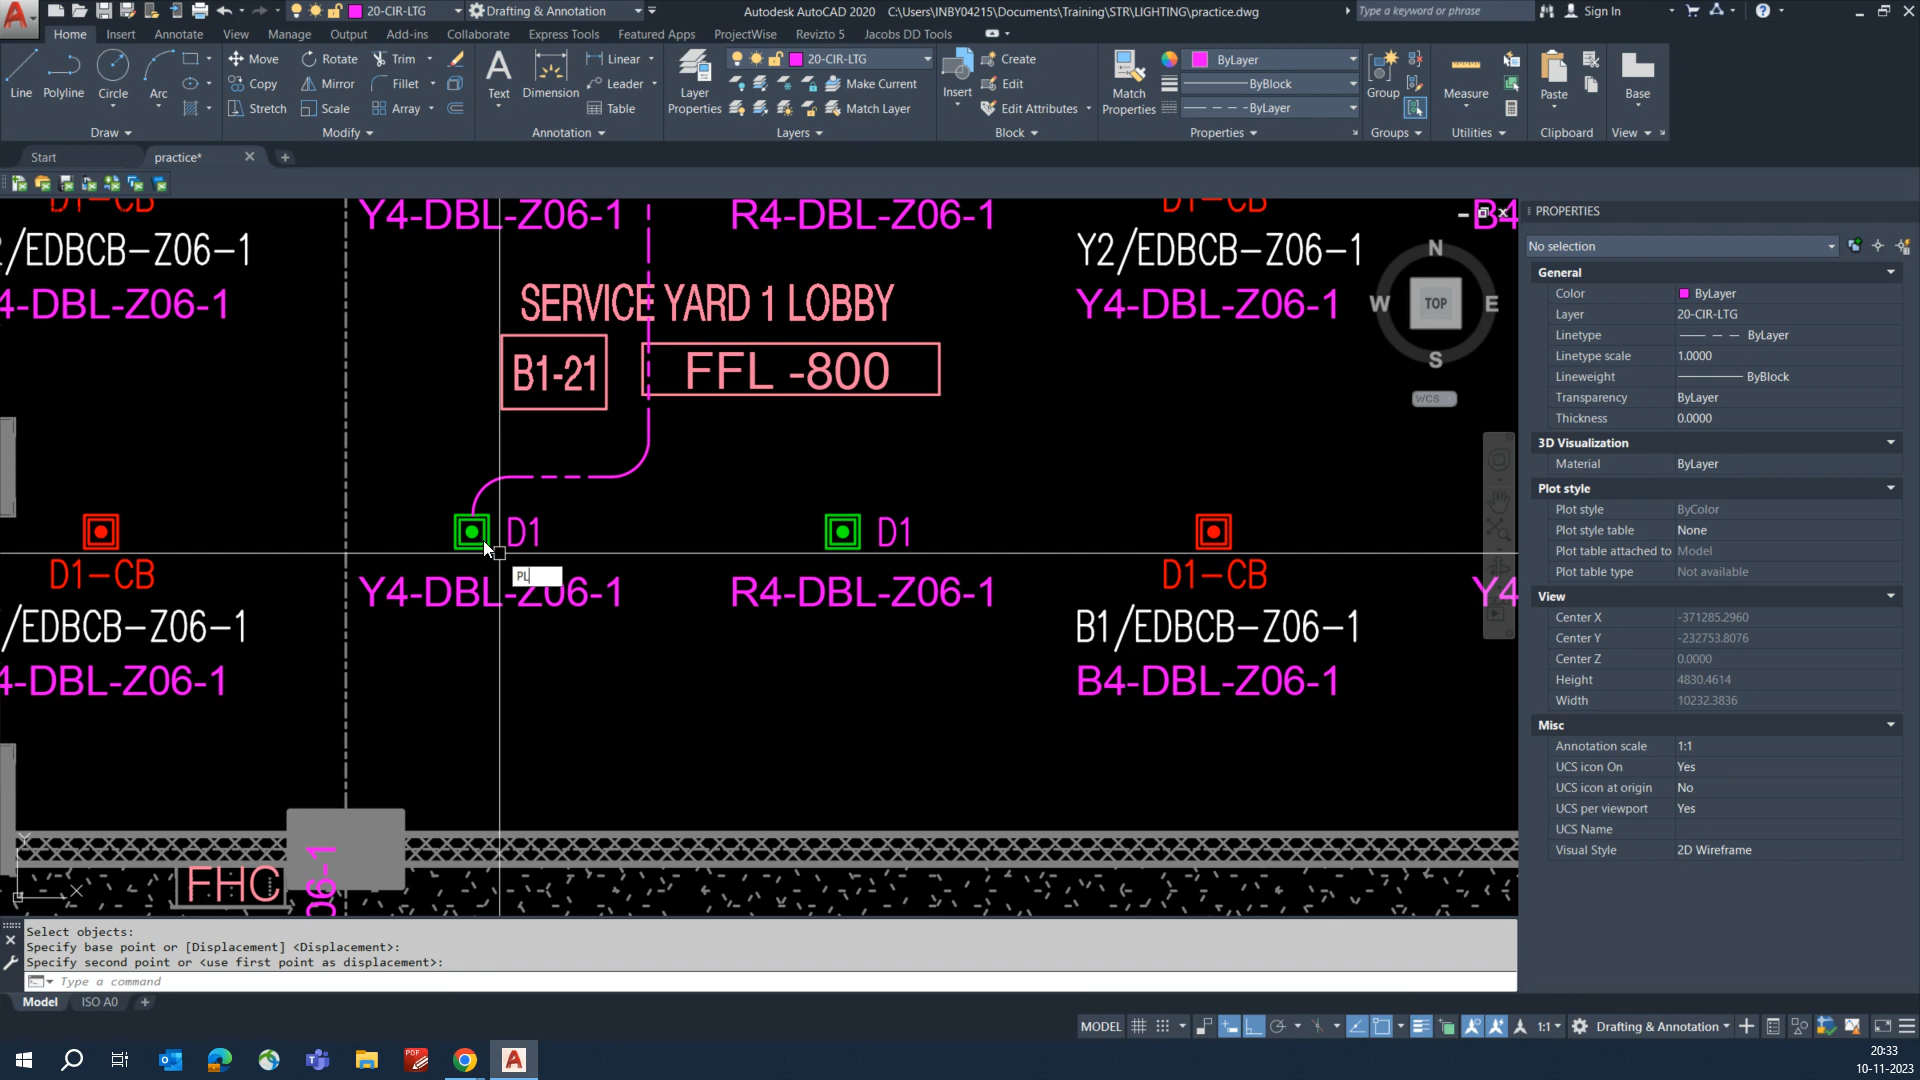 20-CIR-LTG
Drafting & Annotation
Autodesk AutoCAD 2020 C:\Users\INBY04215\Documents\Training\STR\LIGHTING\practice.dwg
Type a keyword or phrase
Sign In
Home Insert Annotate View Manage Output Add-ins Collaborate Express Tools Featured Apps ProjectWise Revizto 5 Jacobs DD Tools
Line Polyline Circle Arc
Move Rotate Trim
Copy Mirror Fillet
Stretch Scale Array
Text Dimension
Linear
Leader
Table
Layer Properties
20-CIR-LTG
Make Current
Match Layer
Insert
Create
Edit
Edit Attributes
Match Properties
ByLayer
ByBlock
ByLayer
Group
Measure
Paste
Base
Draw Modify Annotation Layers Block Properties Groups Utilities Clipboard View
Start practice*
D1-CB
Y4-DBL-Z06-1
R4-DBL-Z06-1
D1-CB
B4
/EDBCB-Z06-1
Y2/EDBCB-Z06-1
4-DBL-Z06-1
SERVICE YARD 1 LOBBY
Y4-DBL-Z06-1
B1-21
FFL -800
N
W TOP E
S
WCS
D1
D1
D1-CB
D1-CB
PL
Y4-DBL-Z06-1
R4-DBL-Z06-1
Y4
/EDBCB-Z06-1
B1/EDBCB-Z06-1
4-DBL-Z06-1
B4-DBL-Z06-1
Y
X
FHC
06-1
PROPERTIES
No selection
General
Color ByLayer
Layer 20-CIR-LTG
Linetype ByLayer
Linetype scale 1.0000
Lineweight ByBlock
Transparency ByLayer
Thickness 0.0000
3D Visualization
Material ByLayer
Plot style
Plot style ByColor
Plot style table None
Plot table attached to Model
Plot table type Not available
View
Center X -371285.2960
Center Y -232753.8076
Center Z 0.0000
Height 4830.4614
Width 10232.3836
Misc
Annotation scale 1:1
UCS icon On Yes
UCS icon at origin No
UCS per viewport Yes
UCS Name
Visual Style 2D Wireframe
Select objects:
Specify base point or [Displacement] <Displacement>:
Specify second point or <use first point as displacement>:
Type a command
Model ISO A0
MODEL
1:1
Drafting & Annotation
20:33
10-11-2023